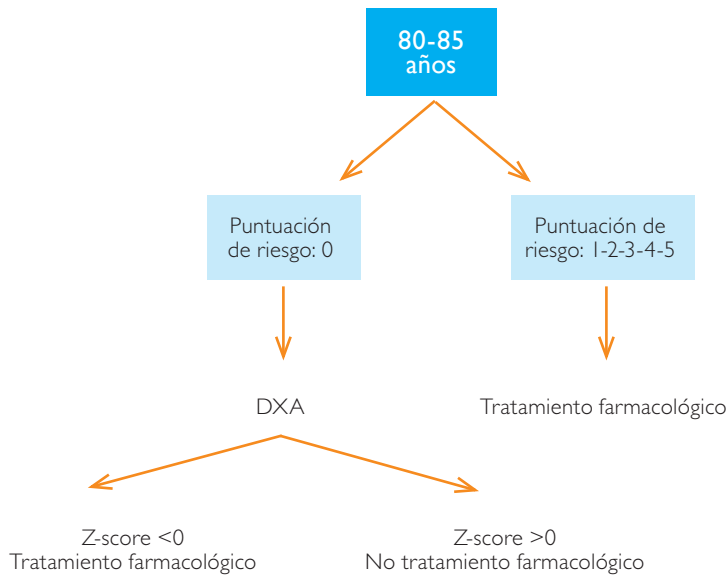 80-85
años
Puntuación
de riesgo: 0
Puntuación de
riesgo: 1-2-3-4-5
DXA
Tratamiento farmacológico
Z-score <0
Tratamiento farmacológico
Z-score >0
No tratamiento farmacológico